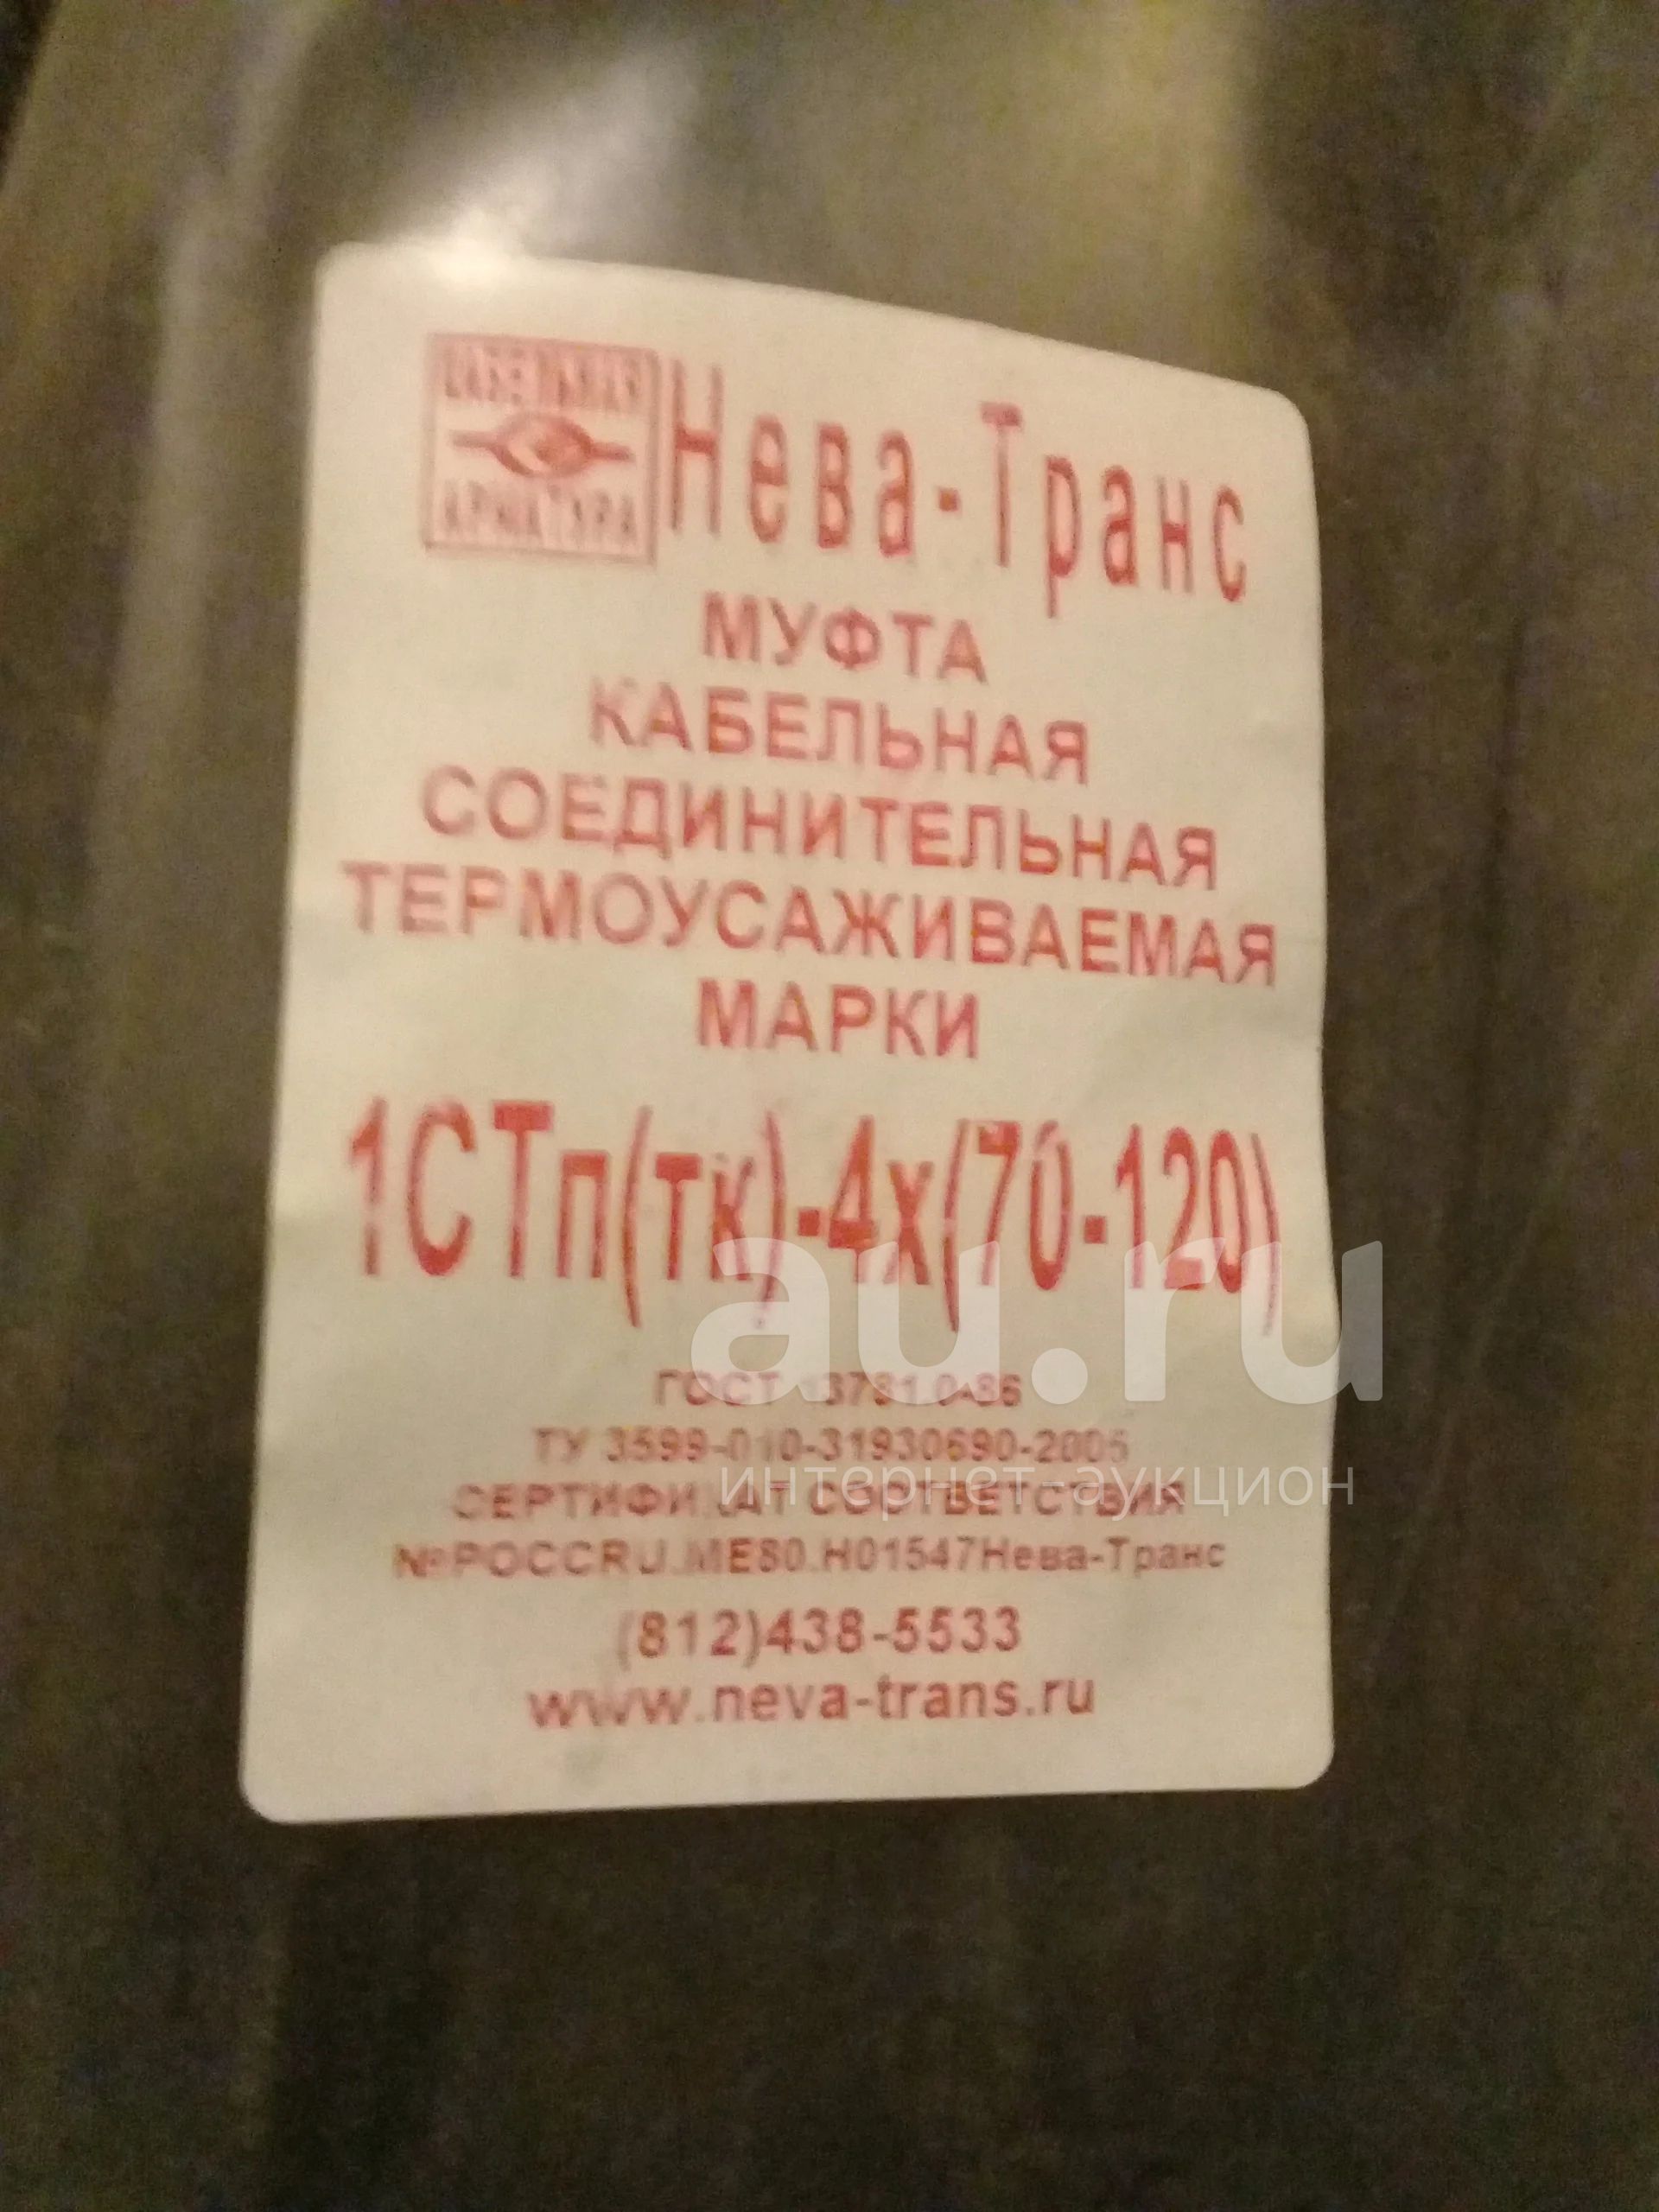 КАБЕЛЬНАЯ
АРМАТУРА
Нева-Транс
МУФТА
КАБЕЛЬНАЯ
СОЕДИНИТЕЛЬНАЯ
ТЕРМОУСАЖИВАЕМАЯ
МАРКИ
1СТп(тк)-4х(70-120)
au.ru
ГОСТ 13781.0-86
ТУ 3599-010-31930690-2005
интернет-аукцион
СЕРТИФИКАТ СООТВЕТСТВИЯ
№РОССRU.МЕ80.Н01547Нева-Транс
(812)438-5533
www.neva-trans.ru